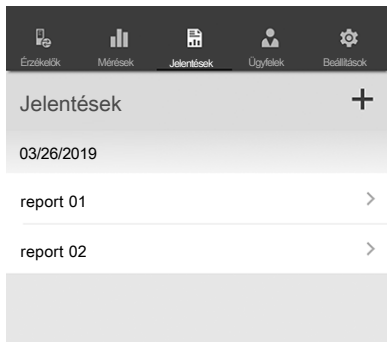 Érzékelők Mérések Jelentések Ügyfelek Beállítások
Jelentések
03/26/2019
report 01
report 02